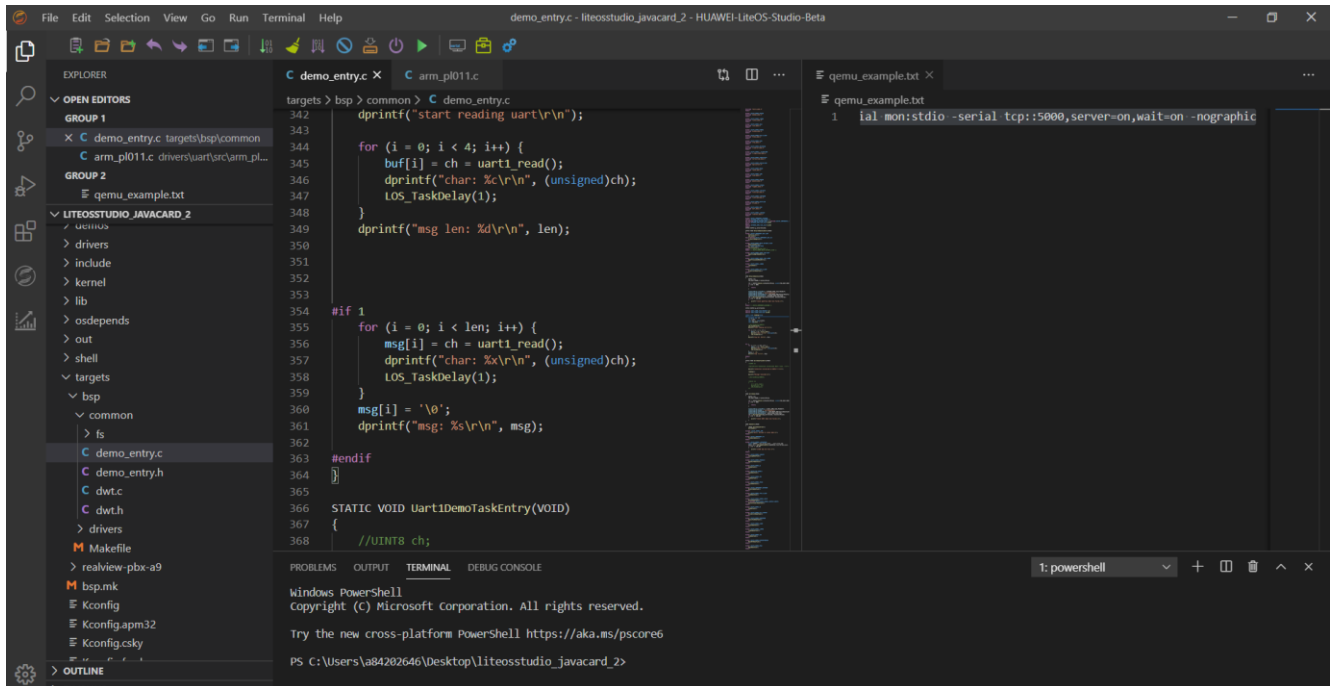 File Edit Selection View Go Run Terminal Help
demo_entry.c - liteosstudio_javacard_2 - HUAWEI-LiteOS-Studio-Beta
EXPLORER
OPEN EDITORS
GROUP 1
C demo_entry.c targets\bsp\common
C arm_pl011.c drivers\uart\src\arm_pl...
GROUP 2
qemu_example.txt
LITEOSSTUDIO_JAVACARD_2
> demos
> drivers
> include
> kernel
> lib
> osdepends
> out
> shell
targets
bsp
common
> fs
C demo_entry.c
C demo_entry.h
C dwt.c
C dwt.h
> drivers
M Makefile
> realview-pbx-a9
M bsp.mk
Kconfig
Kconfig.apm32
Kconfig.csky
> OUTLINE
C demo_entry.c
C arm_pl011.c
targets > bsp > common > C demo_entry.c
342 dprintf("start reading uart\r\n");
343
344 for (i = 0; i < 4; i++) {
345 buf[i] = ch = uart1_read();
346 dprintf("char: %c\r\n", (unsigned)ch);
347 LOS_TaskDelay(1);
348 }
349 dprintf("msg len: %d\r\n", len);
350
351
352
353
354 #if 1
355 for (i = 0; i < len; i++) {
356 msg[i] = ch = uart1_read();
357 dprintf("char: %x\r\n", (unsigned)ch);
358 LOS_TaskDelay(1);
359 }
360 msg[i] = '\0';
361 dprintf("msg: %s\r\n", msg);
362
363 #endif
364 }
365
366 STATIC VOID Uart1DemoTaskEntry(VOID)
367 {
368 //UINT8 ch;
qemu_example.txt
qemu_example.txt
1 ial mon:stdio -serial tcp::5000,server=on,wait=on -nographic
PROBLEMS OUTPUT TERMINAL DEBUG CONSOLE
1: powershell
Windows PowerShell
Copyright (C) Microsoft Corporation. All rights reserved.
Try the new cross-platform PowerShell https://aka.ms/pscore6
PS C:\Users\a84202646\Desktop\liteosstudio_javacard_2>